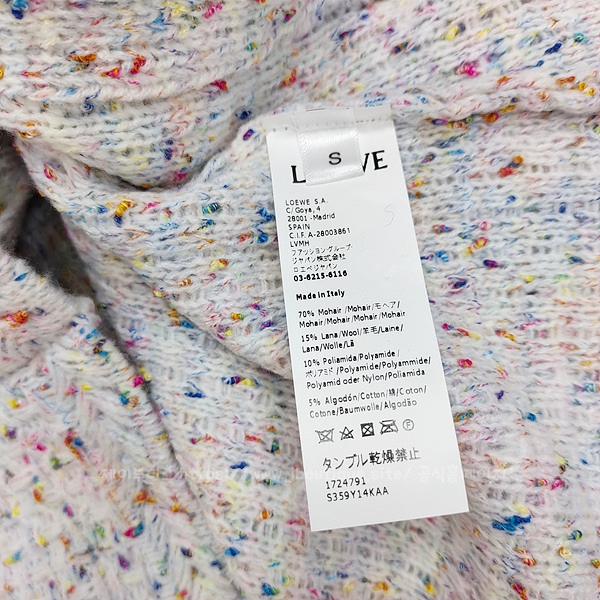 S
LOEWE
LOEWE S.A.
C/Goya, 4
28001 -Madrid
SPAIN
C.I.F. A-28003861
LVMH
ファッション・グループ・
ジャパン株式会社
ロエベジャパン
03-6215-6116
Made in Italy
70% Mohair /Mohair/モヘア/
Mohair/Mohair/Mohair/Mohair
15% Lana/Wool/羊毛/Laine/
Lana/Wolle/Lã
10% Poliamida/Polyamide/
ポリアミド /Polyamide/Polyammide/
Polyamid oder Nylon/Poliamida
5% Algodón/Cotton/綿/Coton/
Cotone/Baumwolle/Algodão
タンブル乾燥禁止
1724791
S359Y14KAA